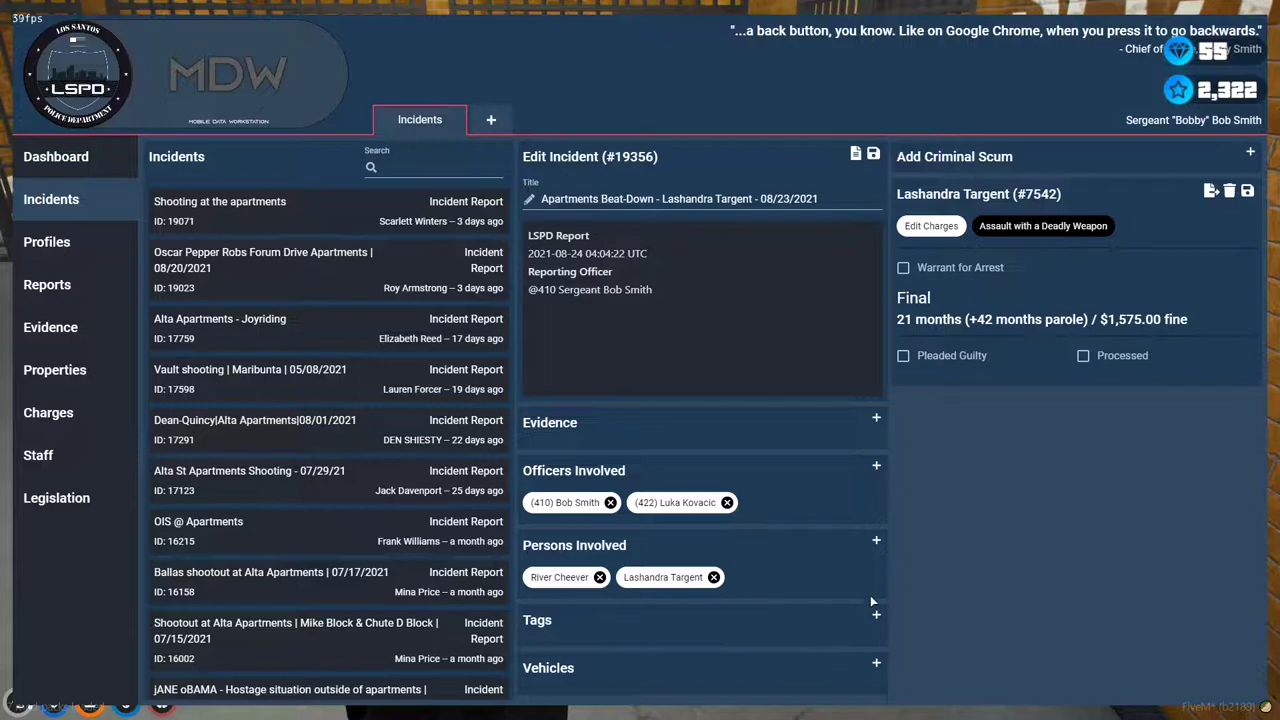 39fps
LOS SANTOS
LSPD
POLICE DEPARTMENT
MDW
MOBILE DATA WORKSTATION
"...a back button, you know. Like on Google Chrome, when you press it to go backwards."
- Chief of
Smith
55
2,322
Sergeant "Bobby" Bob Smith
Incidents
+
Dashboard
Incidents
Profiles
Reports
Evidence
Properties
Charges
Staff
Legislation
Incidents
Search
Shooting at the apartments
Incident Report
ID: 19071
Scarlett Winters – 3 days ago
Oscar Pepper Robs Forum Drive Apartments |
08/20/2021
Incident
Report
ID: 19023
Roy Armstrong – 3 days ago
Alta Apartments - Joyriding
Incident Report
ID: 17759
Elizabeth Reed – 17 days ago
Vault shooting | Maribunta | 05/08/2021
Incident Report
ID: 17598
Lauren Forcer – 19 days ago
Dean-Quincy|Alta Apartments|08/01/2021
Incident Report
ID: 17291
DEN SHIESTY – 22 days ago
Alta St Apartments Shooting - 07/29/21
Incident Report
ID: 17123
Jack Davenport – 25 days ago
OIS @ Apartments
Incident Report
ID: 16215
Frank Williams – a month ago
Ballas shootout at Alta Apartments | 07/17/2021
Incident Report
ID: 16158
Mina Price – a month ago
Shootout at Alta Apartments | Mike Block & Chute D Block |
07/15/2021
Incident
Report
ID: 16002
Mina Price – a month ago
jANE oBAMA - Hostage situation outside of apartments |
Incident
Edit Incident (#19356)
Title
Apartments Beat-Down - Lashandra Targent - 08/23/2021
LSPD Report
2021-08-24 04:04:22 UTC
Reporting Officer
@410 Sergeant Bob Smith
Evidence
+
Officers Involved
+
(410) Bob Smith
(422) Luka Kovacic
Persons Involved
+
River Cheever
Lashandra Targent
Tags
+
Vehicles
+
Add Criminal Scum
+
Lashandra Targent (#7542)
Edit Charges
Assault with a Deadly Weapon
Warrant for Arrest
Final
21 months (+42 months parole) / $1,575.00 fine
Pleaded Guilty
Processed
FiveM* (b2189)